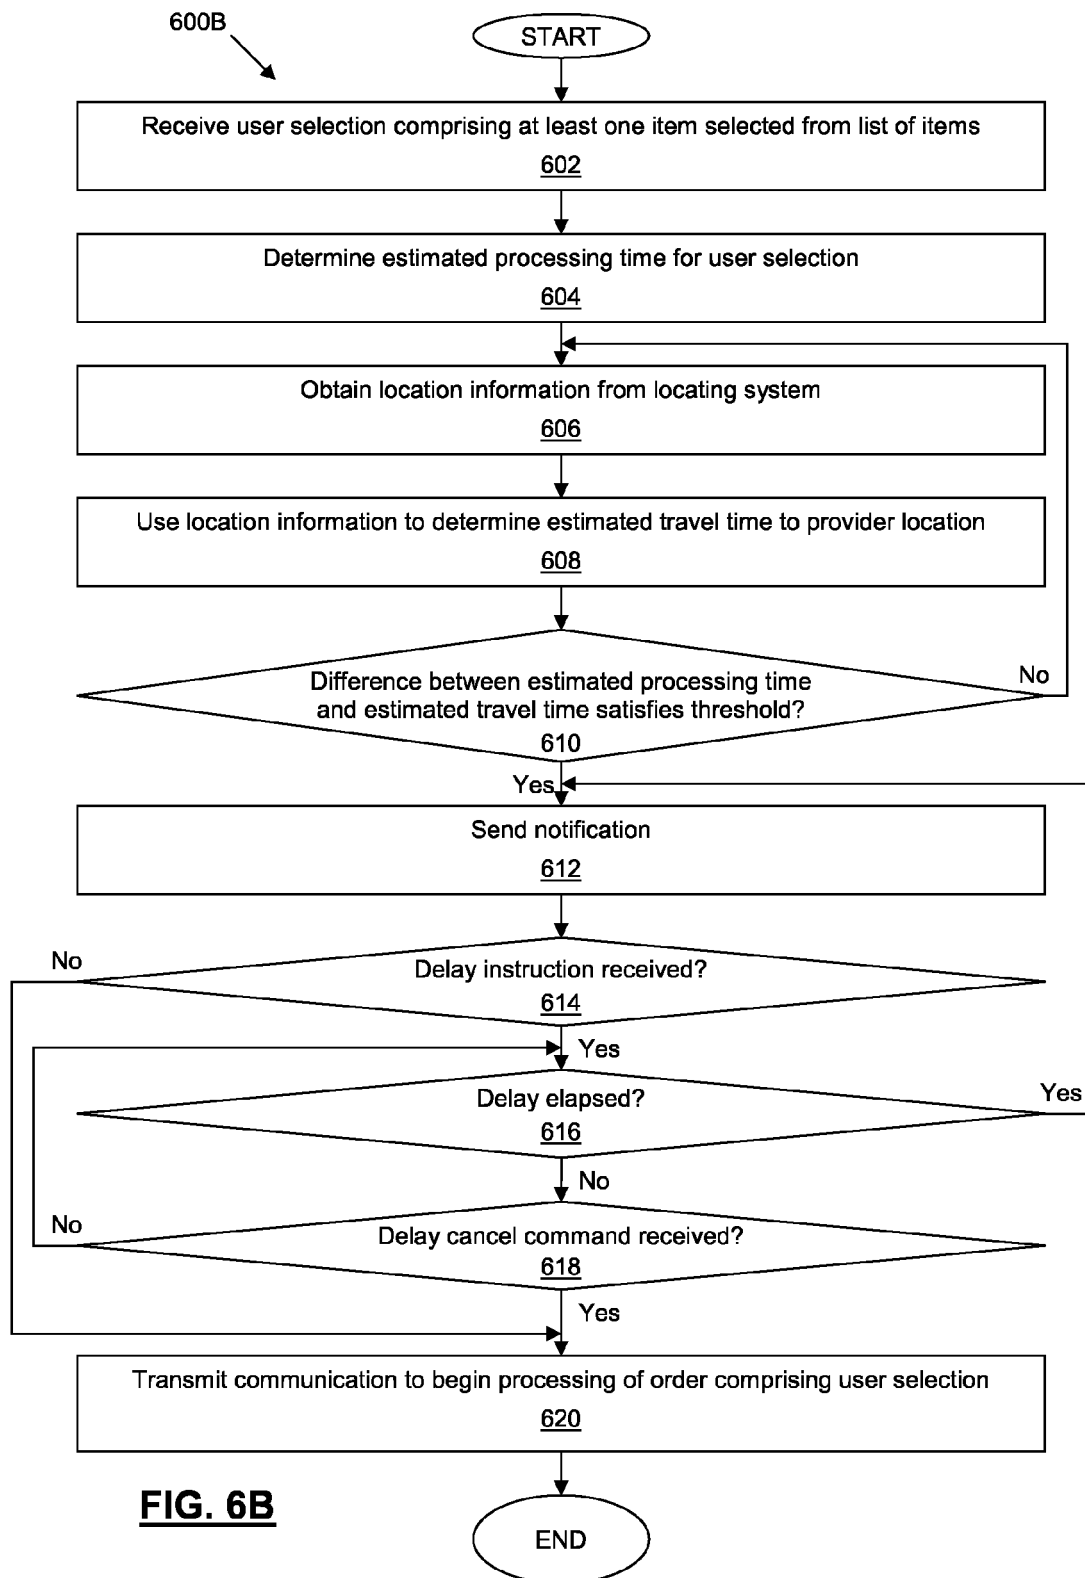 600B
START
Receive user selection comprising at least one item selected from list of items
602
Determine estimated processing time for user selection
604
Obtain location information from locating system
606
Use location information to determine estimated travel time to provider location
608
Difference between estimated processing time
and estimated travel time satisfies threshold?
610
No
Yes
Send notification
612
No
Delay instruction received?
614
Yes
Delay elapsed?
616
Yes
No
No
Delay cancel command received?
618
Yes
Transmit communication to begin processing of order comprising user selection
620
FIG. 6B
END